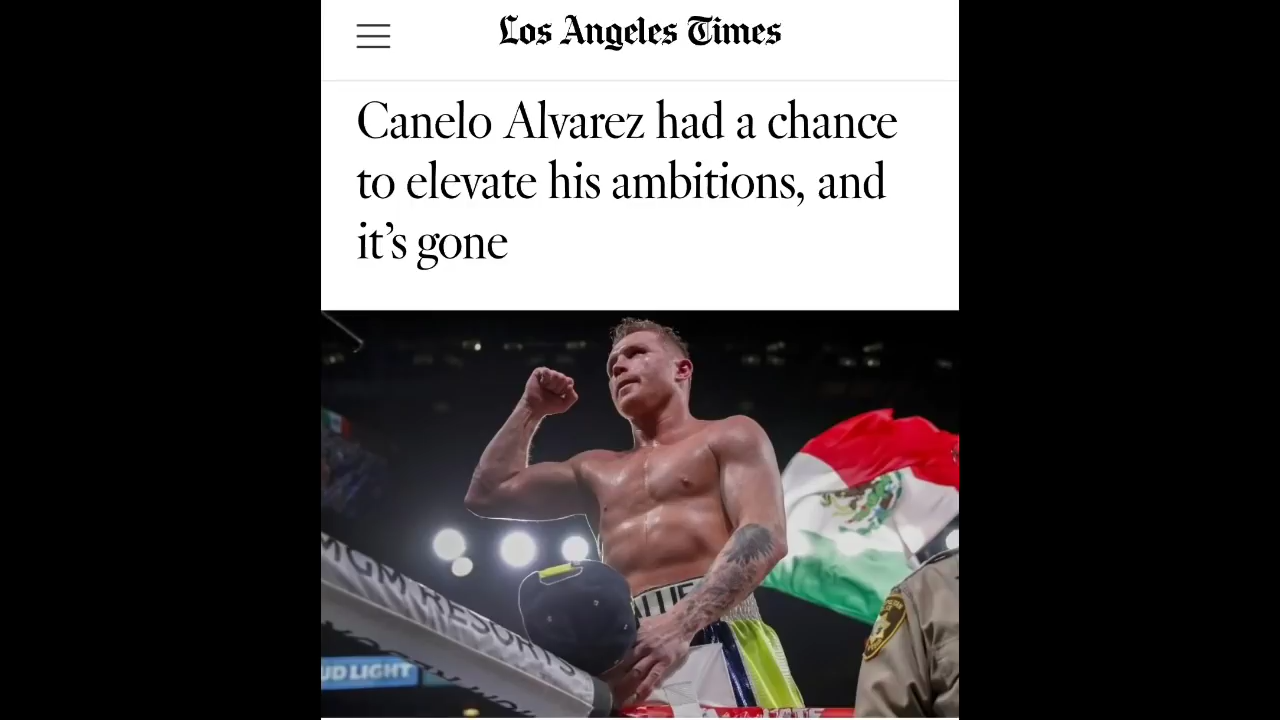 Los Angeles Times
Canelo Alvarez had a chance
to elevate his ambitions, and
it’s gone
MGM RESORTS
UD LIGHT